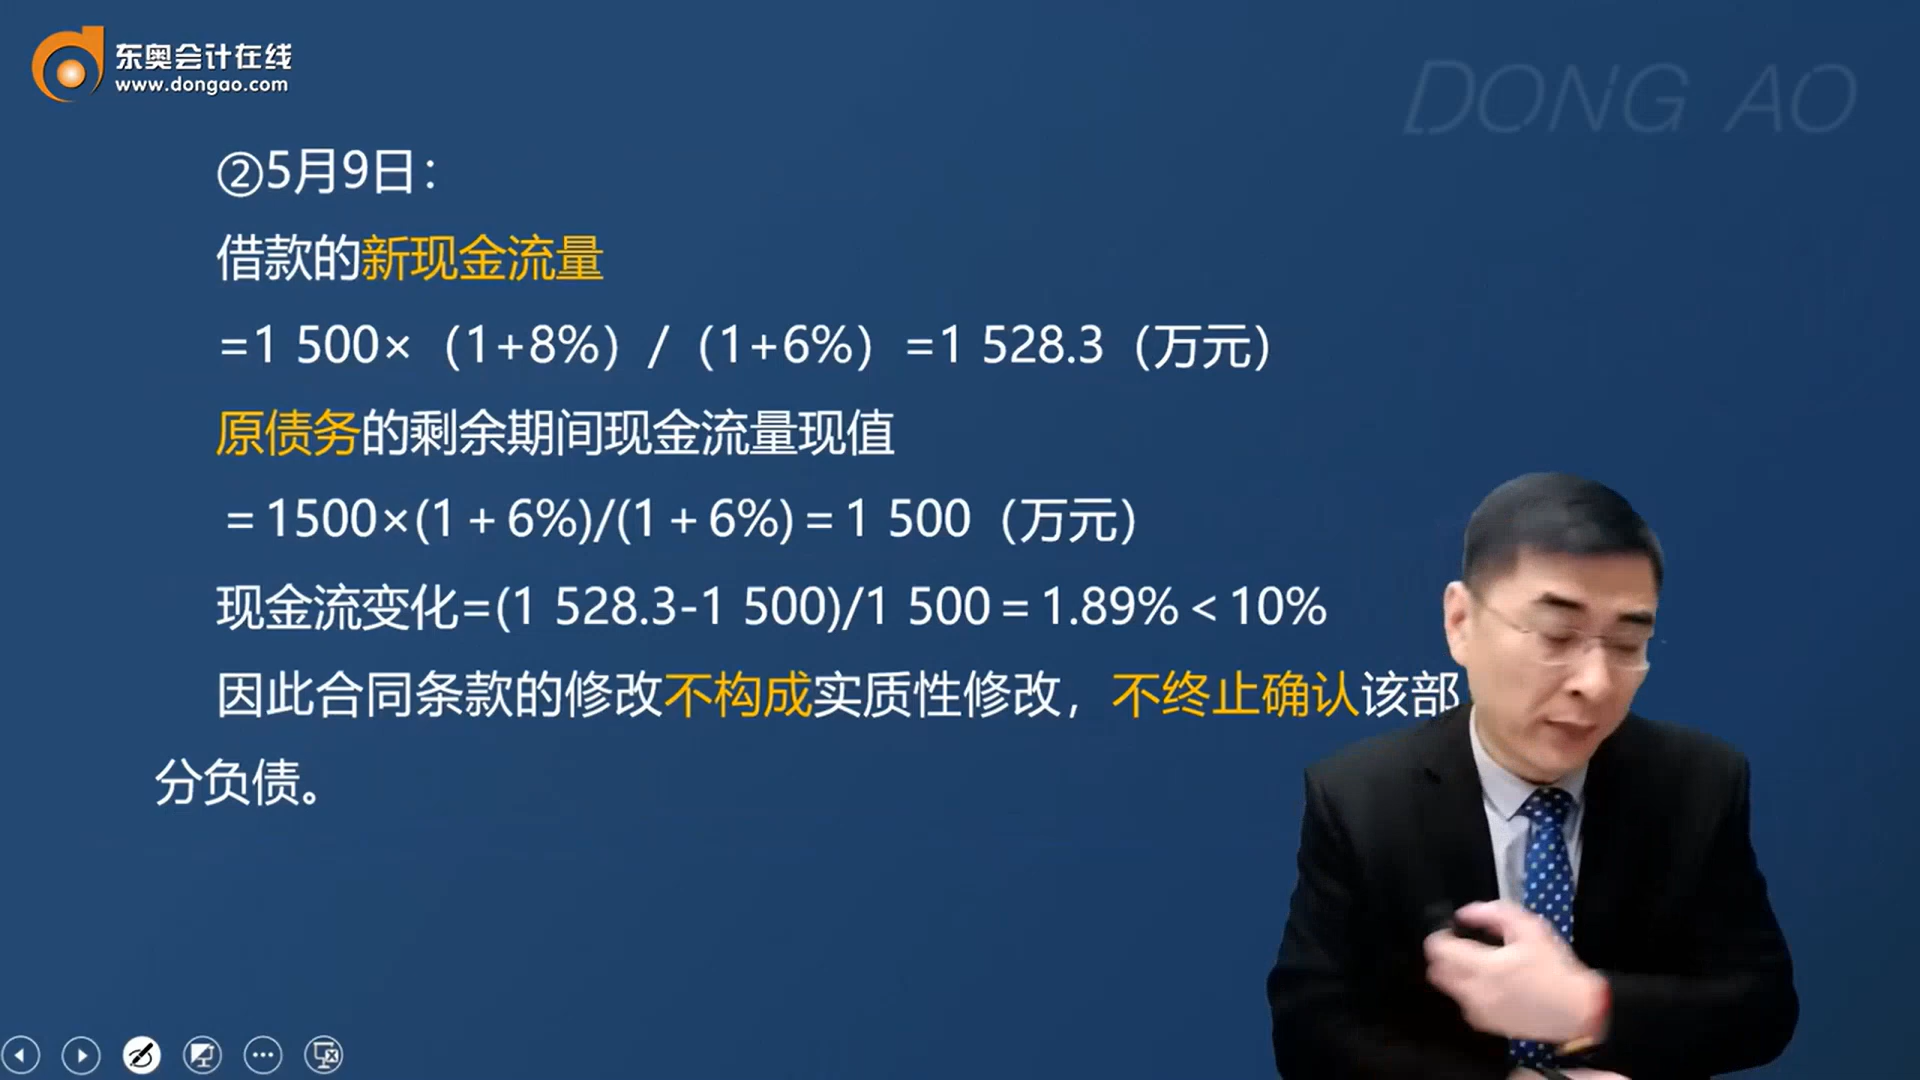 东奥会计在线
www.dongao.com
DONG AO
②5月9日：
借款的新现金流量
=1 500×（1+8%）/（1+6%）=1 528.3（万元）
原债务的剩余期间现金流量现值
＝1500×(1＋6%)/(1＋6%)＝1 500（万元）
现金流变化=(1 528.3-1 500)/1 500＝1.89%＜10%
因此合同条款的修改不构成实质性修改，不终止确认该部
分负债。